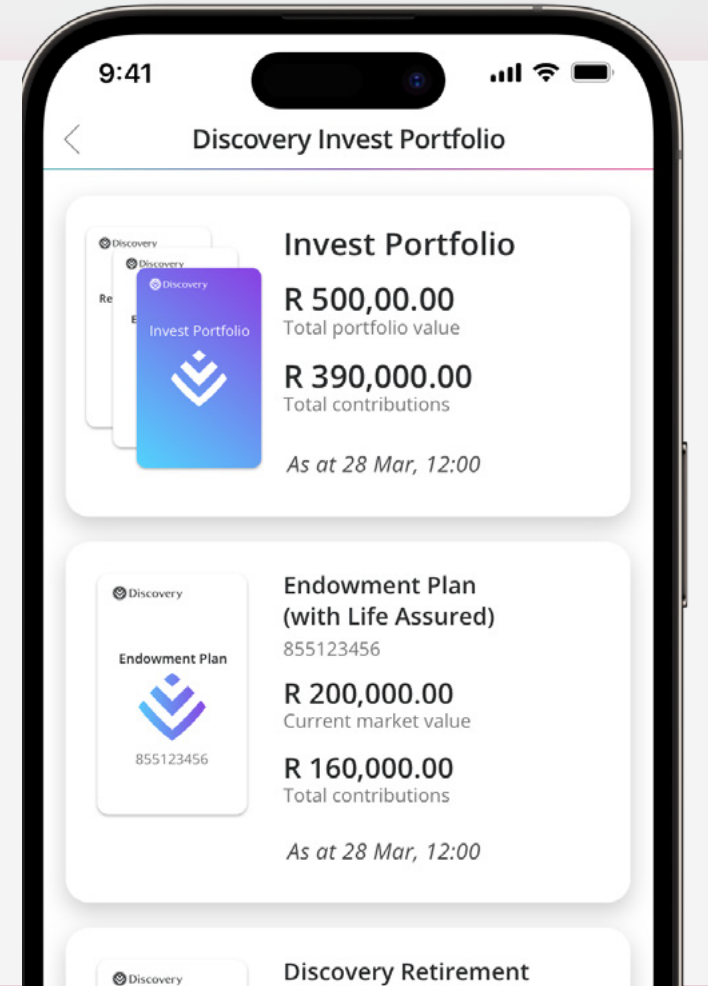 9:41
Discovery Invest Portfolio
Discovery
Discovery
Discovery
Re
E
Invest Portfolio
Invest Portfolio
R 500,00.00
Total portfolio value
R 390,000.00
Total contributions
As at 28 Mar, 12:00
Discovery
Endowment Plan
855123456
Endowment Plan
(with Life Assured)
855123456
R 200,000.00
Current market value
R 160,000.00
Total contributions
As at 28 Mar, 12:00
Discovery
Discovery Retirement